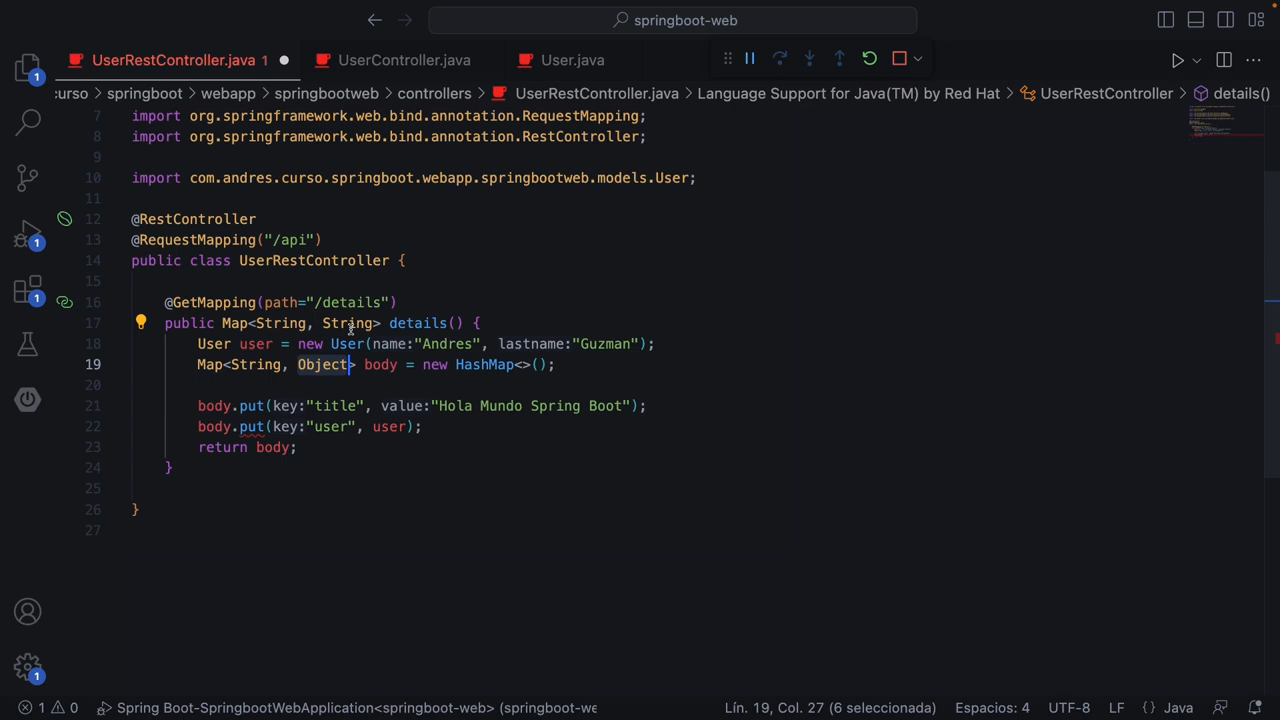 springboot-web
UserRestController.java 1
UserController.java
User.java
:urso > springboot > webapp > springbootweb > controllers > UserRestController.java > Language Support for Java(TM) by Red Hat > UserRestController > details()
7 import org.springframework.web.bind.annotation.RequestMapping;
8 import org.springframework.web.bind.annotation.RestController;
9
10 import com.andres.curso.springboot.webapp.springbootweb.models.User;
11
12 @RestController
13 @RequestMapping("/api")
14 public class UserRestController {
15
16 @GetMapping(path="/details")
17 public Map<String, String> details() {
18 User user = new User(name:"Andres", lastname:"Guzman");
19 Map<String, Object> body = new HashMap<>();
20
21 body.put(key:"title", value:"Hola Mundo Spring Boot");
22 body.put(key:"user", user);
23 return body;
24 }
25
26 }
27
1
1
1
1
1 0 Spring Boot-SpringbootWebApplication<springboot-web> (springboot-we Lín. 19, Col. 27 (6 seleccionada) Espacios: 4 UTF-8 LF {} Java